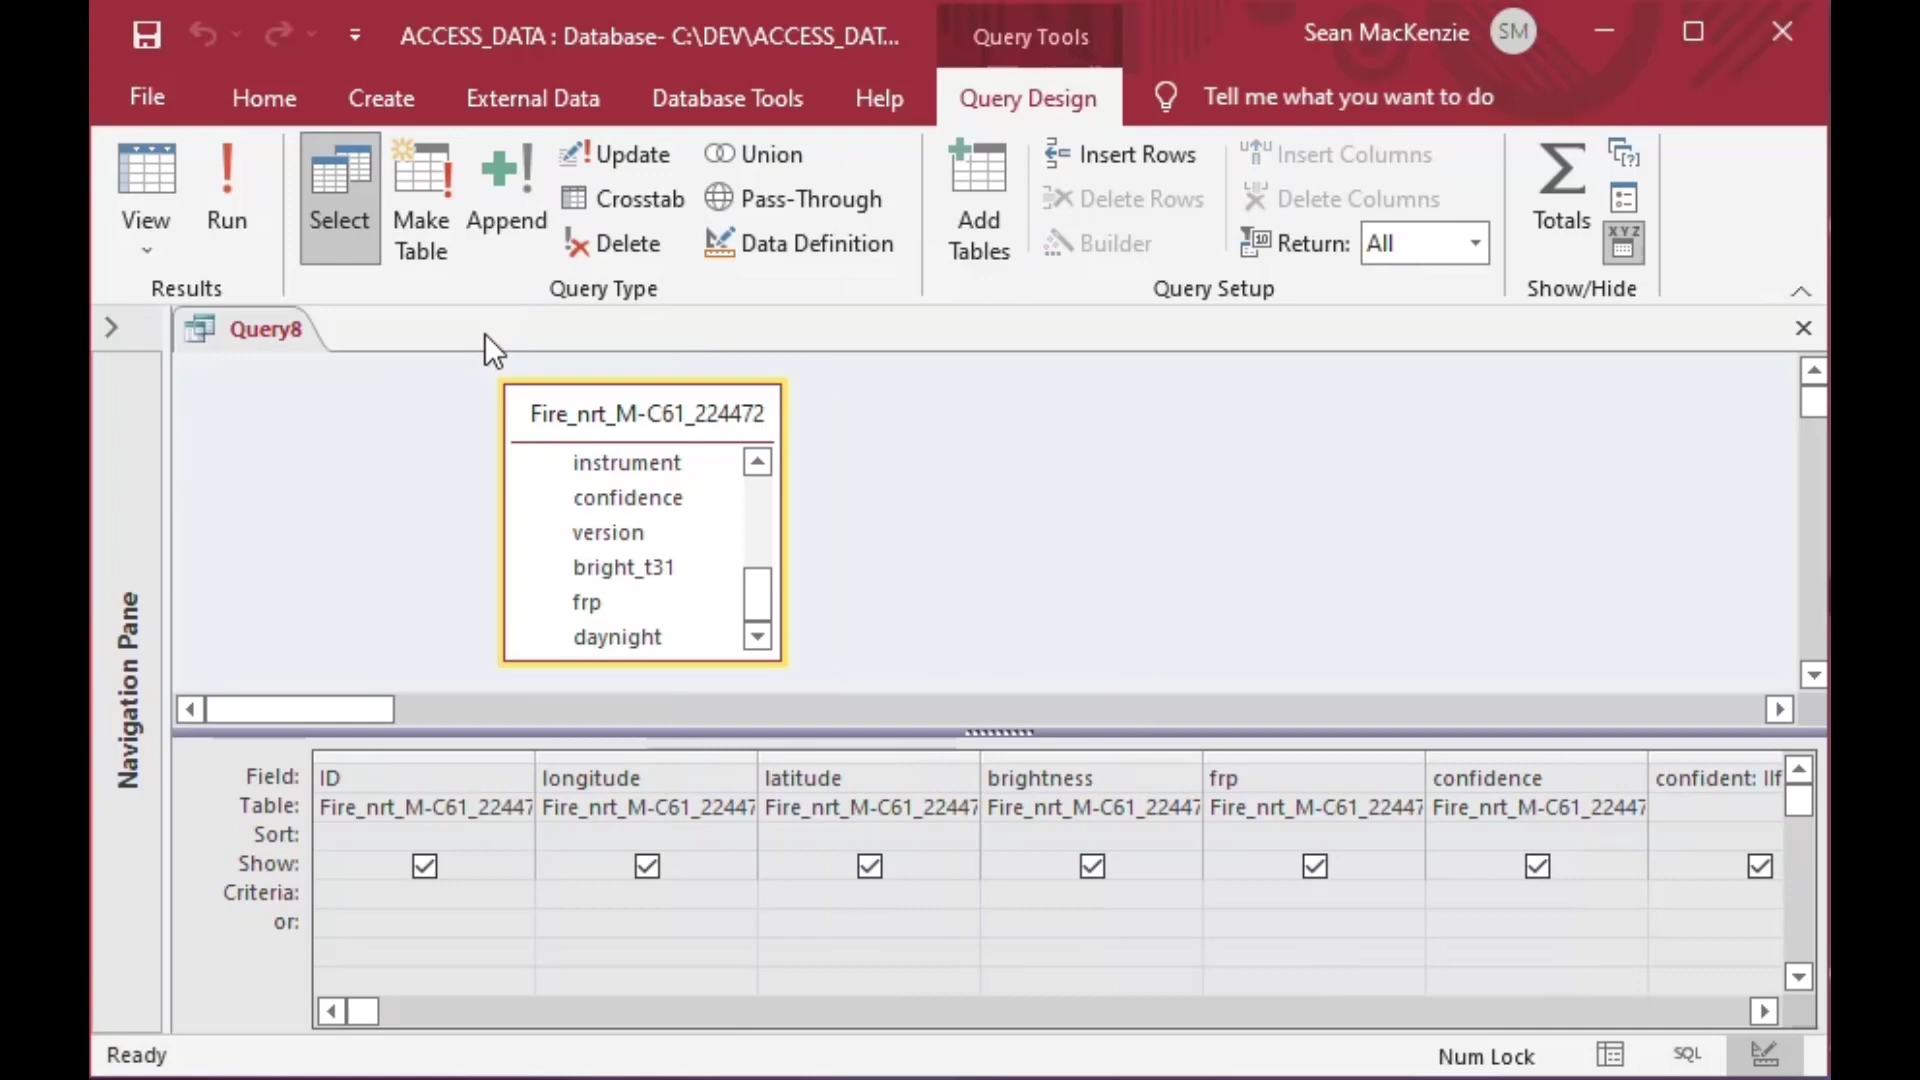 ACCESS_DATA : Database- C:\DEV\ACCESS_DAT...
Query Tools
Sean MacKenzie
SM
File
Home
Create
External Data
Database Tools
Help
Query Design
Tell me what you want to do
View
Run
Results
Select
Make Table
Append
Update
Crosstab
Delete
Union
Pass-Through
Data Definition
Query Type
Add Tables
Insert Rows
Delete Rows
Builder
Insert Columns
Delete Columns
Return: All
Query Setup
Totals
Show/Hide
Query8
Navigation Pane
Fire_nrt_M-C61_224472
instrument
confidence
version
bright_t31
frp
daynight
Field: ID longitude latitude brightness frp confidence confident: IIf
Table: Fire_nrt_M-C61_22447 Fire_nrt_M-C61_22447 Fire_nrt_M-C61_22447 Fire_nrt_M-C61_22447 Fire_nrt_M-C61_22447 Fire_nrt_M-C61_22447
Sort:
Show:
Criteria:
or:
Ready
Num Lock
SQL